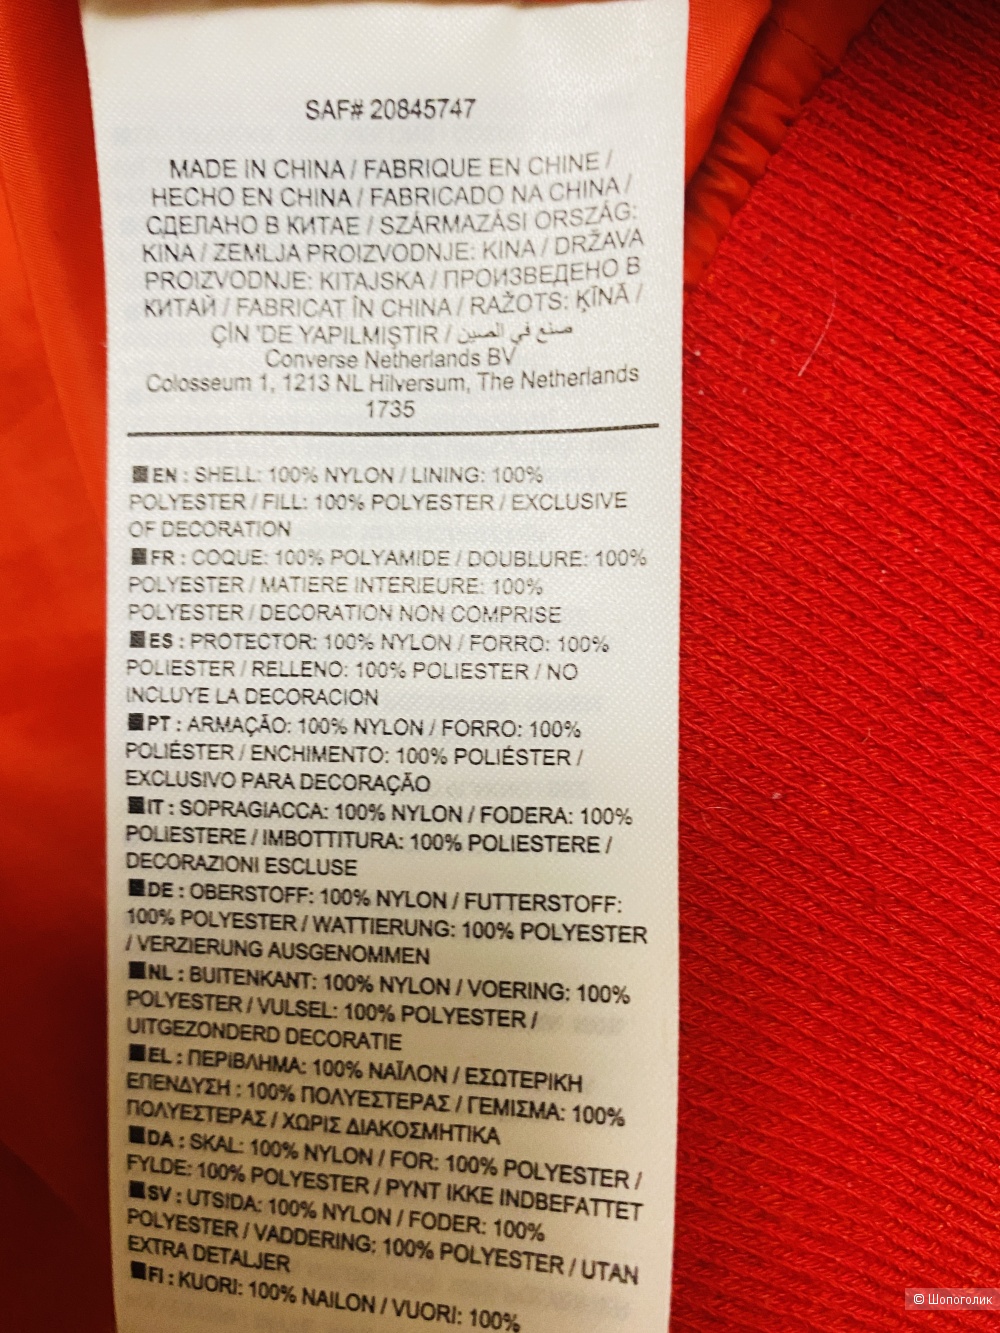 SAF# 20845747
MADE IN CHINA / FABRIQUE EN CHINE /
HECHO EN CHINA / FABRICADO NA CHINA /
СДЕЛАНО В КИТАЕ / SZÁRMAZÁSI ORSZÁG:
KINA / ZEMLJA PROIZVODNJE: KINA / DRŽAVA
PROIZVODNJE: KITAJSKA / ПРОИЗВЕДЕНО В
КИТАЙ / FABRICAT ÎN CHINA / RAŽOTS: ĶĪNĀ /
ÇİN 'DE YAPILMIŞTIR / صنع في الصين
Converse Netherlands BV
Colosseum 1, 1213 NL Hilversum, The Netherlands
1735
EN : SHELL: 100% NYLON / LINING: 100%
POLYESTER / FILL: 100% POLYESTER / EXCLUSIVE
OF DECORATION
FR : COQUE: 100% POLYAMIDE / DOUBLURE: 100%
POLYESTER / MATIERE INTERIEURE: 100%
POLYESTER / DECORATION NON COMPRISE
ES : PROTECTOR: 100% NYLON / FORRO: 100%
POLIESTER / RELLENO: 100% POLIESTER / NO
INCLUYE LA DECORACION
PT : ARMAÇÃO: 100% NYLON / FORRO: 100%
POLIÉSTER / ENCHIMENTO: 100% POLIÉSTER /
EXCLUSIVO PARA DECORAÇÃO
IT : SOPRAGIACCA: 100% NYLON / FODERA: 100%
POLIESTERE / IMBOTTITURA: 100% POLIESTERE /
DECORAZIONI ESCLUSE
DE : OBERSTOFF: 100% NYLON / FUTTERSTOFF:
100% POLYESTER / WATTIERUNG: 100% POLYESTER
/ VERZIERUNG AUSGENOMMEN
NL : BUITENKANT: 100% NYLON / VOERING: 100%
POLYESTER / VULSEL: 100% POLYESTER /
UITGEZONDERD DECORATIE
EL : ΠΕΡΙΒΛΗΜΑ: 100% ΝΑΪΛΟΝ / ΕΣΩΤΕΡΙΚΗ
ΕΠΕΝΔΥΣΗ : 100% ΠΟΛΥΕΣΤΕΡΑΣ / ΓΕΜΙΣΜΑ: 100%
ΠΟΛΥΕΣΤΕΡΑΣ / ΧΩΡΙΣ ΔΙΑΚΟΣΜΗΤΙΚΑ
DA : SKAL: 100% NYLON / FOR: 100% POLYESTER /
FYLDE: 100% POLYESTER / PYNT IKKE INDBEFATTET
SV : UTSIDA: 100% NYLON / FODER: 100%
POLYESTER / VADDERING: 100% POLYESTER / UTAN
EXTRA DETALJER
FI : KUORI: 100% NAILON / VUORI: 100%
© Шопоголик